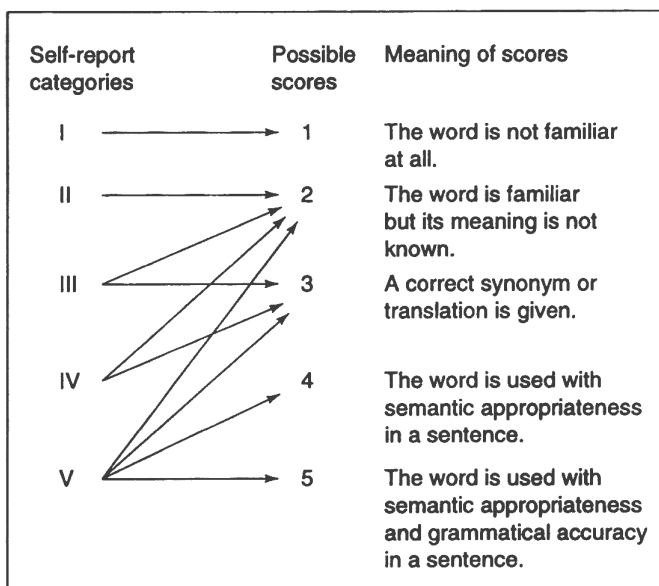 Self-report Possible Meaning of scores
categories scores
I 1 The word is not familiar
at all.
II 2 The word is familiar
but its meaning is not
known.
III 3 A correct synonym or
translation is given.
IV 4 The word is used with
semantic appropriateness
in a sentence.
V 5 The word is used with
semantic appropriateness
and grammatical accuracy
in a sentence.